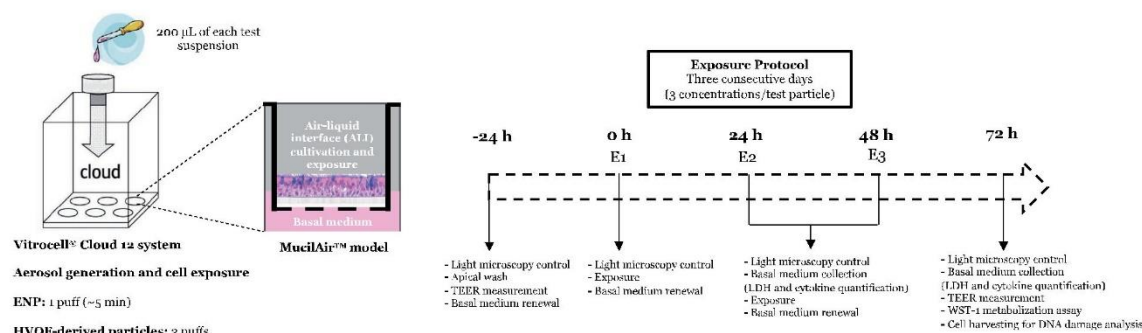 200 µL of each test
suspension
cloud
Air-liquid
interface (ALI)
cultivation and
exposure
Basal medium
Vitrocell® Cloud 12 system
MucilAir™ model
Aerosol generation and cell exposure
ENP: 1 puff (~5 min)
HVOF-derived particles: 3 puffs
Exposure Protocol
Three consecutive days
{3 concentrations/test particle}
-24 h
0 h
24 h
48 h
72 h
E1
E2
E3
- Light microscopy control
- Apical wash
- TEER measurement
- Basal medium renewal
- Light microscopy control
- Exposure
- Basal medium renewal
- Light microscopy control
- Basal medium collection
(LDH and cytokine quantification)
- Exposure
- Basal medium renewal
- Light microscopy control
- Basal medium collection
{LDH and cytokine quantification)
- TEER measurement
- WST-1 metabolization assay
- Cell harvesting for DNA damage analysis